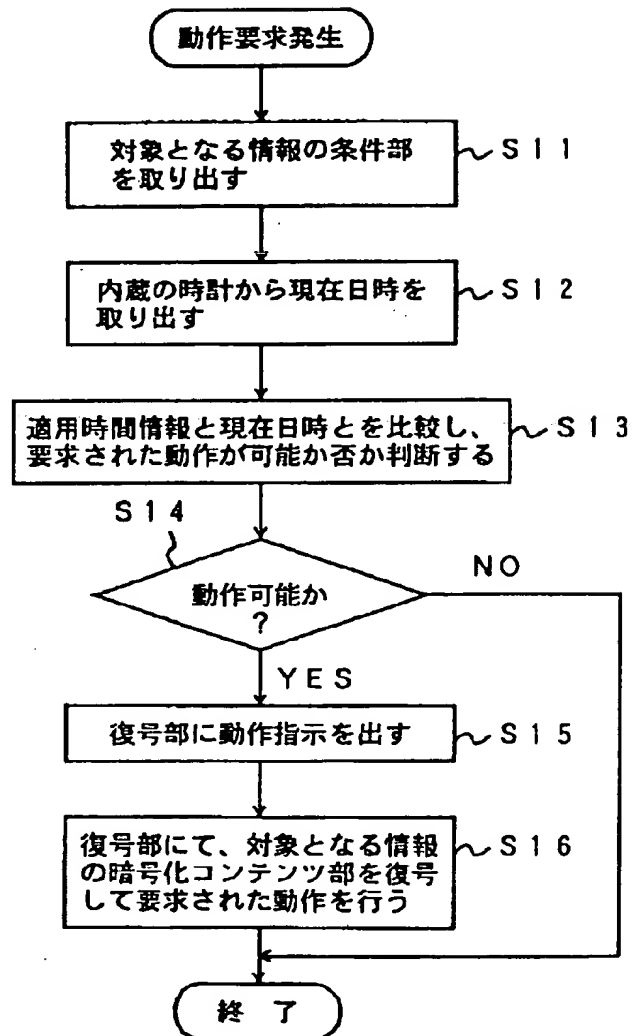 動作要求発生
対象となる情報の条件部
を取り出す
S11
内蔵の時計から現在日時を
取り出す
S12
適用時間情報と現在日時とを比較し、
要求された動作が可能か否か判断する
S13
S14
動作可能か
?
NO
YES
復号部に動作指示を出す
S15
復号部にて、対象となる情報
の暗号化コンテンツ部を復号
して要求された動作を行う
S16
終 了